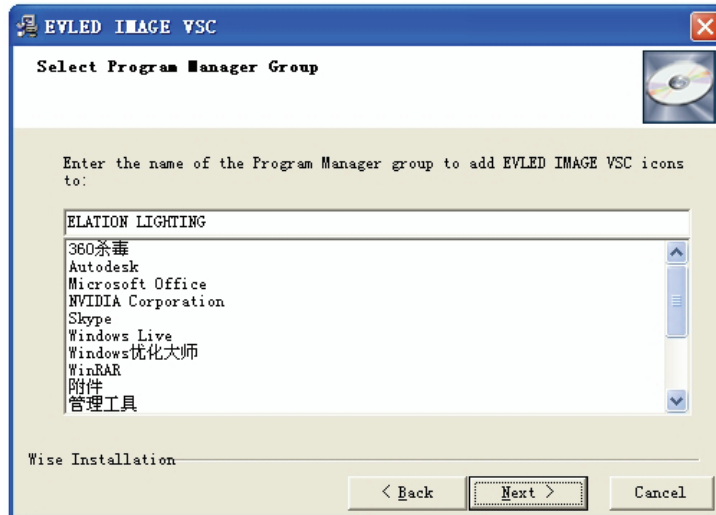 EVLED IMAGE VSC
Select Program Manager Group
Enter the name of the Program Manager group to add EVLED IMAGE VSC icons
to:
ELATION LIGHTING
360杀毒
Autodesk
Microsoft Office
NVIDIA Corporation
Skype
Windows Live
Windows优化大师
WinRAR
附件
管理工具
Wise Installation
< Back
Next >
Cancel